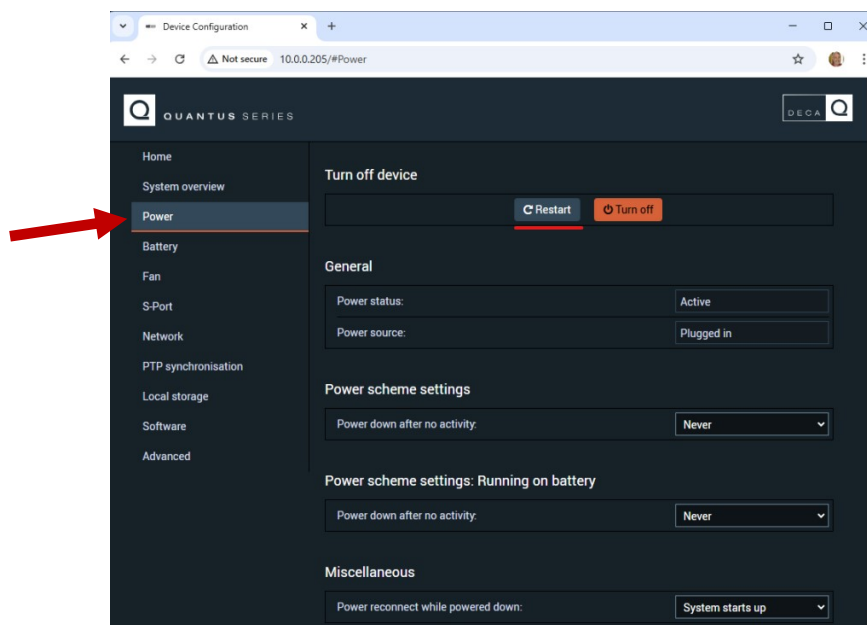 Device Configuration
Not secure 10.0.0.205/#Power
QUANTUS SERIES
DECA Q
Home
System overview
Power
Battery
Fan
S-Port
Network
PTP synchronisation
Local storage
Software
Advanced
Turn off device
Restart
Turn off
General
Power status: Active
Power source: Plugged in
Power scheme settings
Power down after no activity: Never
Power scheme settings: Running on battery
Power down after no activity: Never
Miscellaneous
Power reconnect while powered down: System starts up